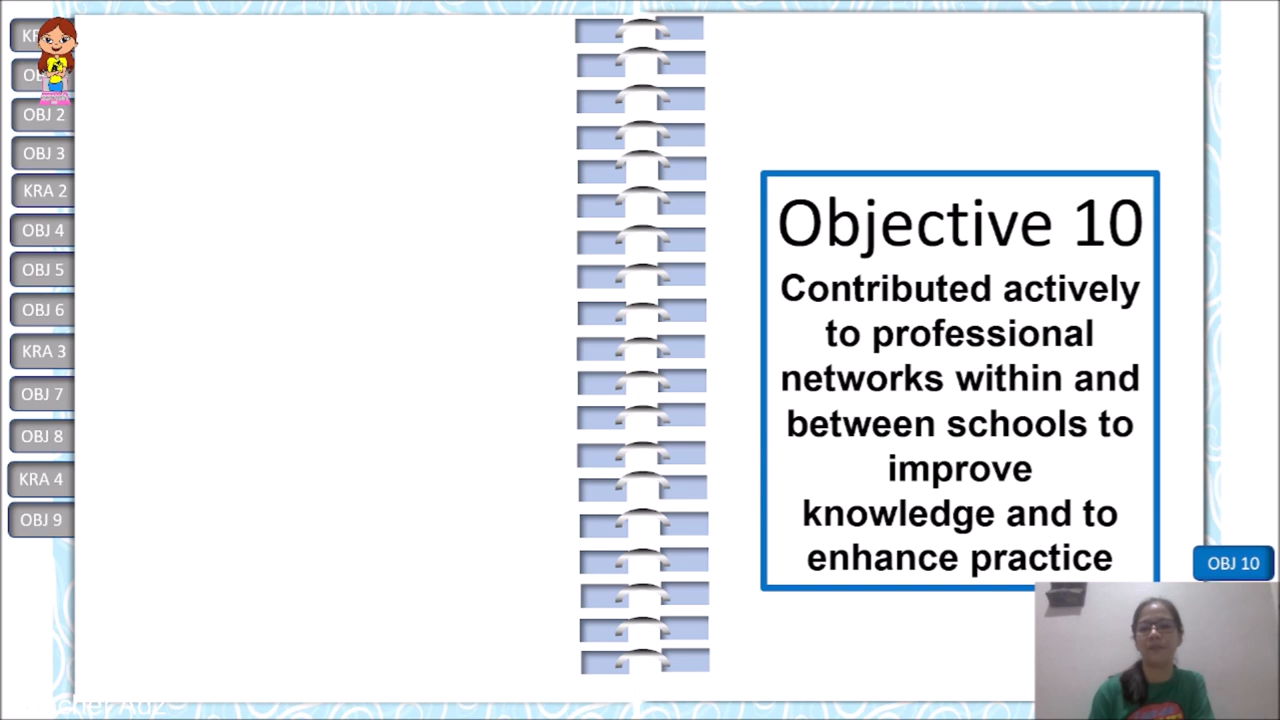 OBJ 2
OBJ 3
KRA 2
OBJ 4
OBJ 5
OBJ 6
KRA 3
OBJ 7
OBJ 8
KRA 4
OBJ 9
Objective 10
Contributed actively
to professional
networks within and
between schools to
improve
knowledge and to
enhance practice
OBJ 10